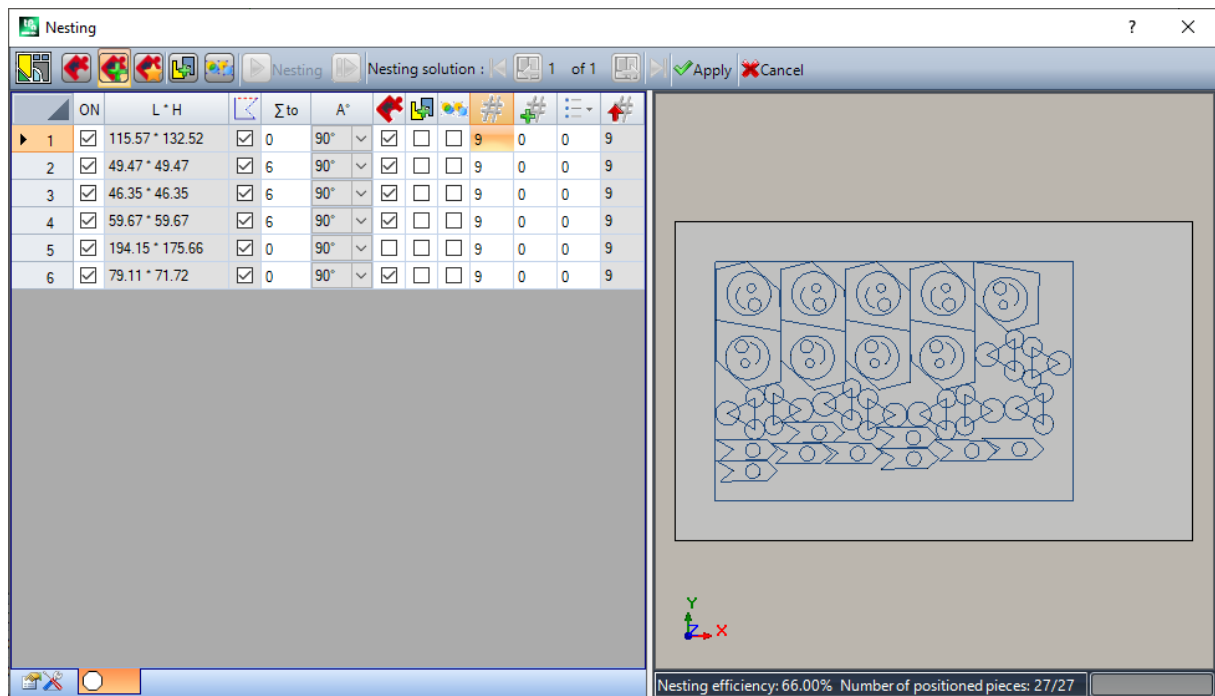 Nesting ?
Nesting Nesting solution : 1 of 1 Apply Cancel
ON L * H Σ to A°
1 115.57 * 132.52 0 90° 9 0 0 9
2 49.47 * 49.47 6 90° 9 0 0 9
3 46.35 * 46.35 6 90° 9 0 0 9
4 59.67 * 59.67 6 90° 9 0 0 9
5 194.15 * 175.66 0 90° 9 0 0 9
6 79.11 * 71.72 0 90° 9 0 0 9
Y
Z X
Nesting efficiency: 66.00% Number of positioned pieces: 27/27